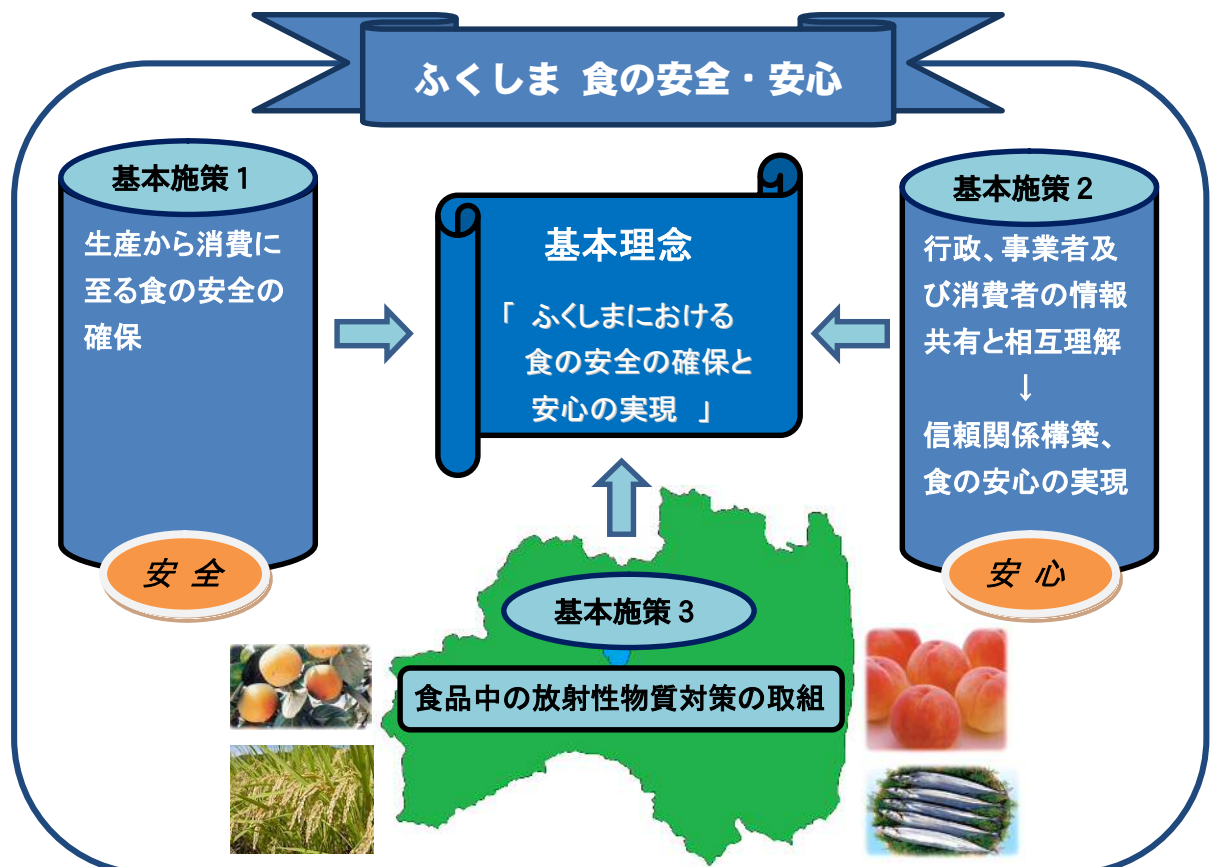 ふくしま 食の安全・安心
基本施策1
生産から消費に
至る食の安全の
確保
安 全
基本理念
「 ふくしまにおける
食の安全の確保と
安心の実現 」
基本施策2
行政、事業者及
び消費者の情報
共有と相互理解
↓
信頼関係構築、
食の安心の実現
安 心
基本施策3
食品中の放射性物質対策の取組